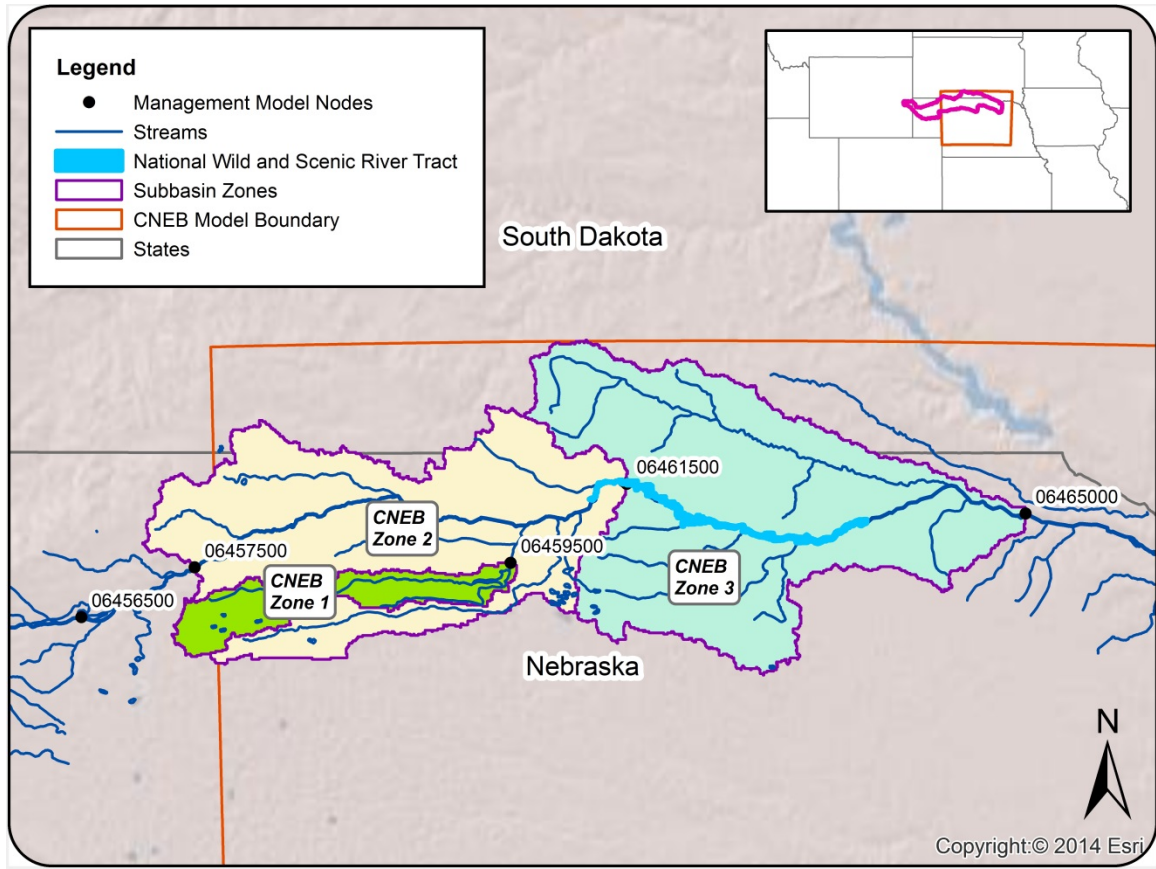 Legend
Management Model Nodes
Streams
National Wild and Scenic River Tract
Subbasin Zones
CNEB Model Boundary
States
South Dakota
06461500
06465000
CNEB
Zone 2
06457500
06459500
CNEB
Zone 1
CNEB
Zone 3
06456500
Nebraska
N
Copyright:© 2014 Esri